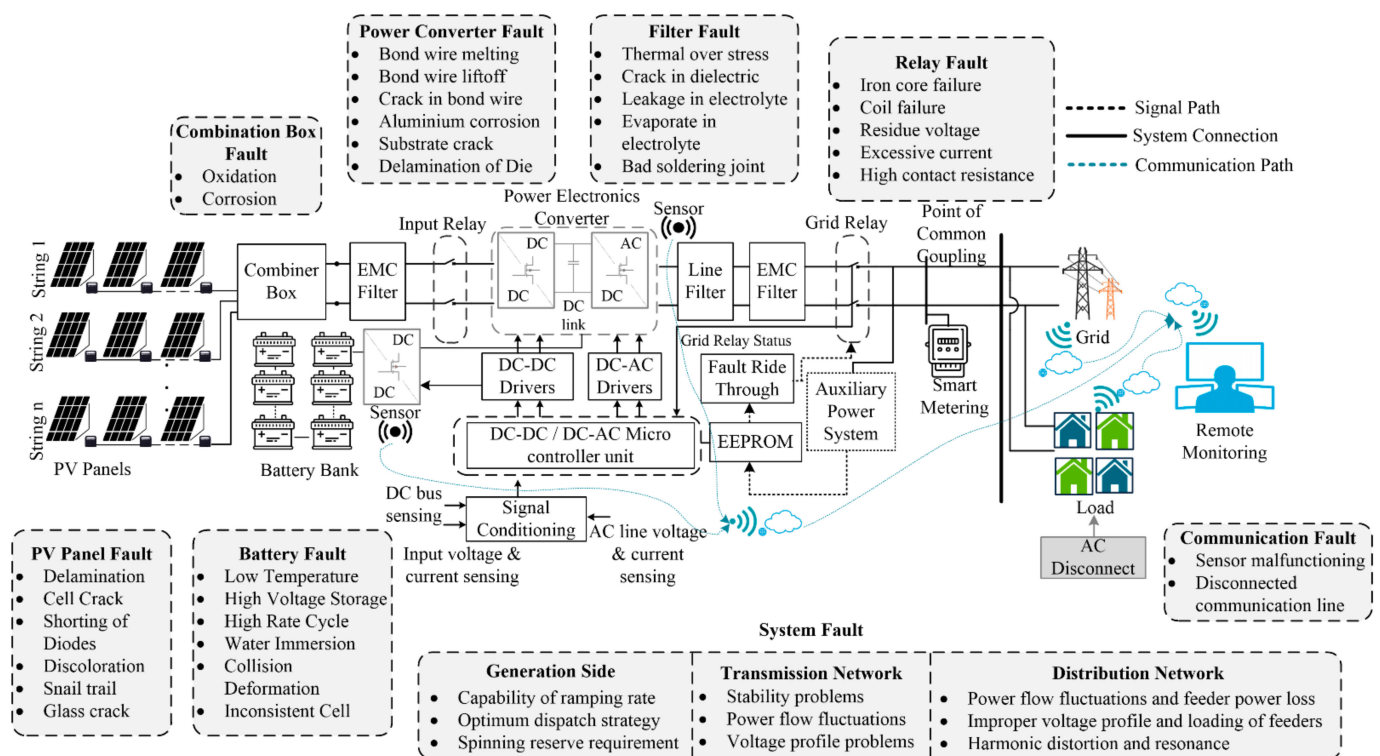 Power Converter Fault
Bond wire melting
Bond wire liftoff
Crack in bond wire
Aluminium corrosion
Substrate crack
Delamination of Die
Filter Fault
Thermal over stress
Crack in dielectric
Leakage in electrolyte
Evaporate in
electrolyte
Bad soldering joint
Relay Fault
Iron core failure
Coil failure
Residue voltage
Excessive current
High contact resistance
Signal Path
System Connection
Communication Path
Combination Box
Fault
Oxidation
Corrosion
String 1
String 2
String n
PV Panels
Combiner
Box
EMC
Filter
Input Relay
Power Electronics
Converter
DC
DC
AC
DC
DC
link
Sensor
Line
Filter
EMC
Filter
Grid Relay
Point of
Common
Coupling
Grid
Battery Bank
DC
DC
Sensor
DC-DC
Drivers
DC-AC
Drivers
Grid Relay Status
Fault Ride
Through
Auxiliary
Power
System
Smart
Metering
DC-DC / DC-AC Micro
controller unit
EEPROM
Remote
Monitoring
DC bus
sensing
Signal
Conditioning
Input voltage &
current sensing
AC line voltage
& current
sensing
Load
AC
Disconnect
PV Panel Fault
Delamination
Cell Crack
Shorting of
Diodes
Discoloration
Snail trail
Glass crack
Battery Fault
Low Temperature
High Voltage Storage
High Rate Cycle
Water Immersion
Collision
Deformation
Inconsistent Cell
Communication Fault
Sensor malfunctioning
Disconnected
communication line
System Fault
Generation Side
Capability of ramping rate
Optimum dispatch strategy
Spinning reserve requirement
Transmission Network
Stability problems
Power flow fluctuations
Voltage profile problems
Distribution Network
Power flow fluctuations and feeder power loss
Improper voltage profile and loading of feeders
Harmonic distortion and resonance